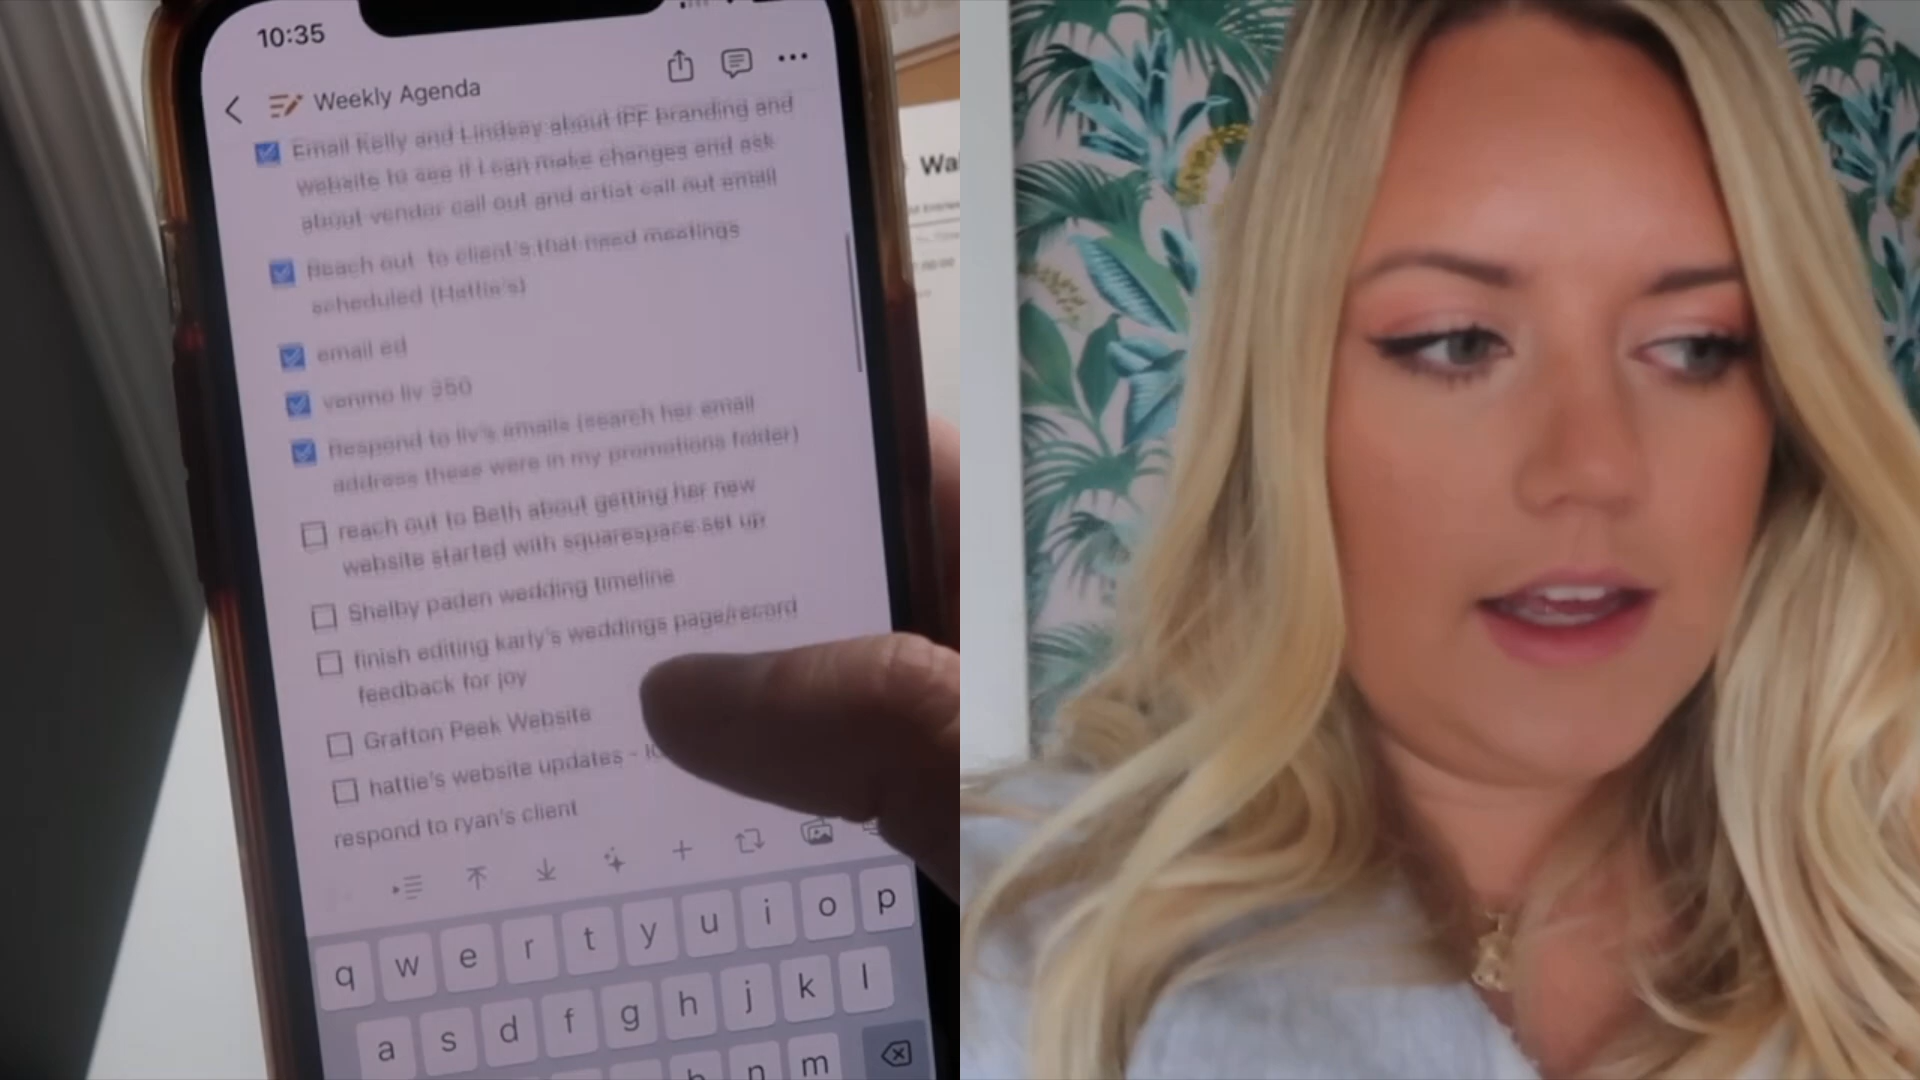 10:35
Weekly Agenda
Email Kelly and Lindsay about IPF branding and
website to see if I can make changes and ask
about vendor call out and artist call out email
Reach out to client's that need meetings
scheduled (Hattie's)
email ed
venmo liv 350
Respond to liv's emails (search her email
address these were in my promotions folder)
reach out to Beth about getting her new
website started with squarespace set up
Shelby paden wedding timeline
finish editing karly's weddings page/record
feedback for joy
Grafton Peek Website
hattie's website updates -
respond to ryan's client
q w e r t y u i o p
a s d f g h j k l
b n m
Wa